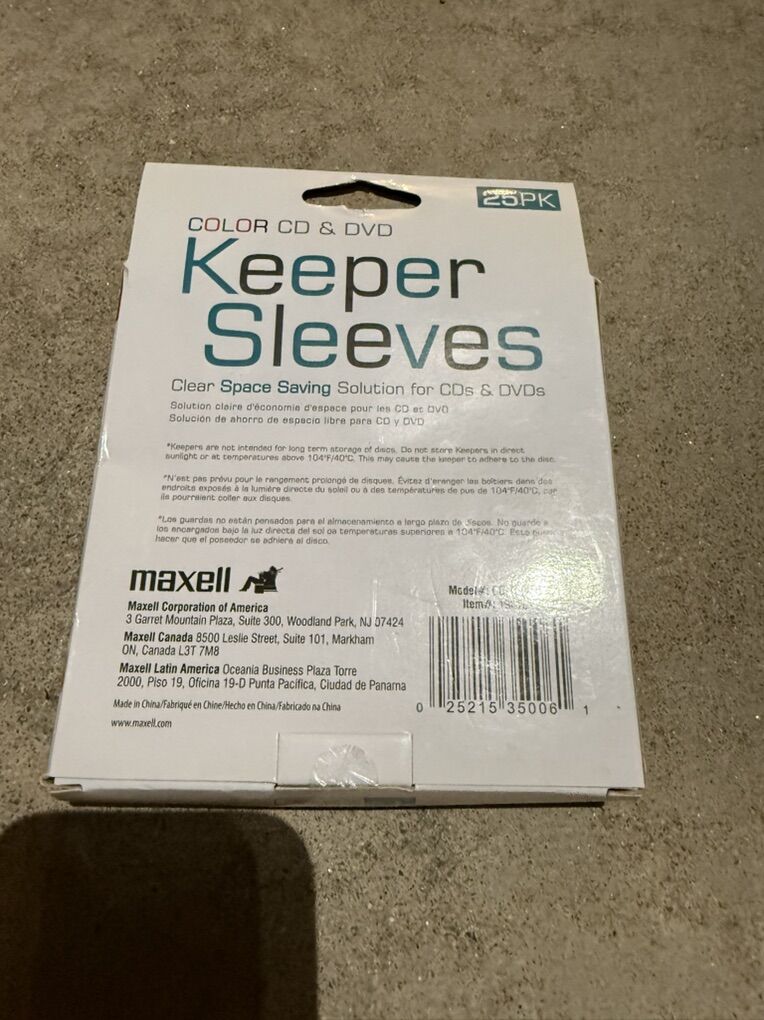 25PK
COLOR CD & DVD
Keeper
Sleeves
Clear Space Saving Solution for CDs & DVDs
Solution claire d'économie d'espace pour les CD et DVD
Solución de ahorro de espacio libre para CD y DVD
*Keepers are not intended for long term storage of discs. Do not store Keepers in direct
sunlight or at temperatures above 104°F/40°C. This may cause the keeper to adhere to the disc.
*N'est pas prévu pour le rangement prolongé de disques. Évitez d'eranger les boîtiers dans des
endroits exposés à la lumière directe du soleil ou à des températures de pus de 104°F/40°C, car
ils pourraient coller aux disques.
*Los guardas no están pensados para el almacenamiento a largo plazo de discos. No guarde a
los encargados bajo la luz directa del sol oa temperaturas superiores a 104°F/40°C. Esto
hacer que el poseedor se adhiera al disco.
maxell
Maxell Corporation of America
3 Garret Mountain Plaza, Suite 300, Woodland Park, NJ 07424
Maxell Canada 8500 Leslie Street, Suite 101, Markham
ON, Canada L3T 7M8
Maxell Latin America Oceania Business Plaza Torre
2000, Piso 19, Oficina 19-D Punta Pacífica, Ciudad de Panama
Made in China/Fabriqué en Chine/Hecho en China/Fabricado na China
www.maxell.com
Model#:
Item#:
0 25215 35006 1